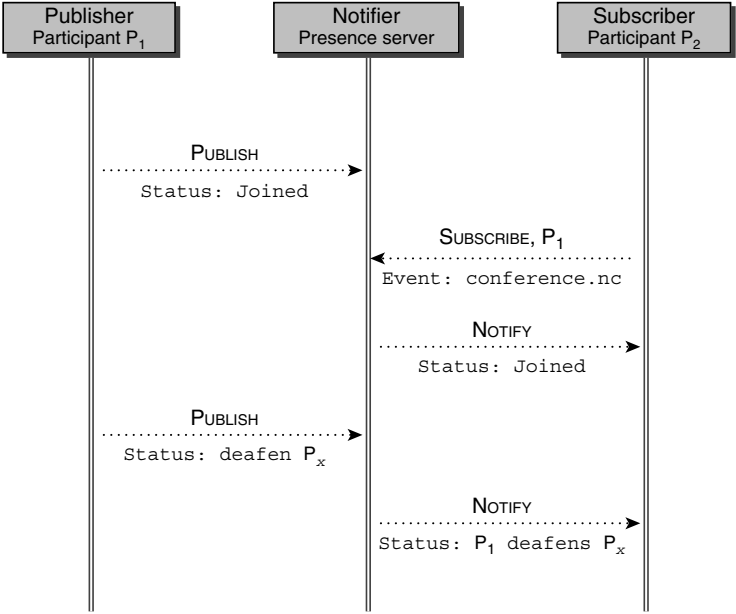 Publisher
Participant P₁
Notifier
Presence server
Subscriber
Participant P₂
PUBLISH
Status: Joined
SUBSCRIBE, P₁
Event: conference.nc
NOTIFY
Status: Joined
PUBLISH
Status: deafen Pₓ
NOTIFY
Status: P₁ deafens Pₓ